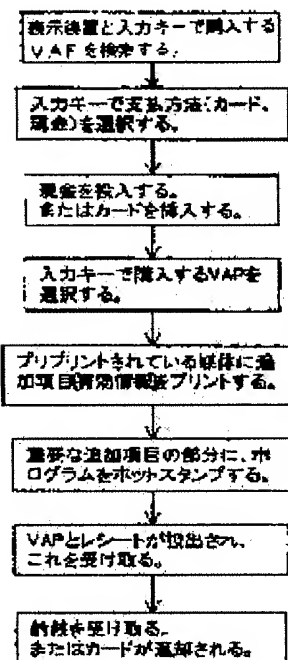 表示装置と入力キーで購入する
VAFを検索する。
入力キーで支払方法(カード、
現金)を選択する。
現金を投入する。
またはカードを挿入する。
入力キーで購入するVAPを
選択する。
プリプリントされている媒体に追
加項目有効情報をプリントする。
重要な追加項目の部分に、ホ
ログラムをホットスタンプする。
VAPとレシートが放出され、
これを受け取る。
釣銭を受け取る。
またはカードが返却される。